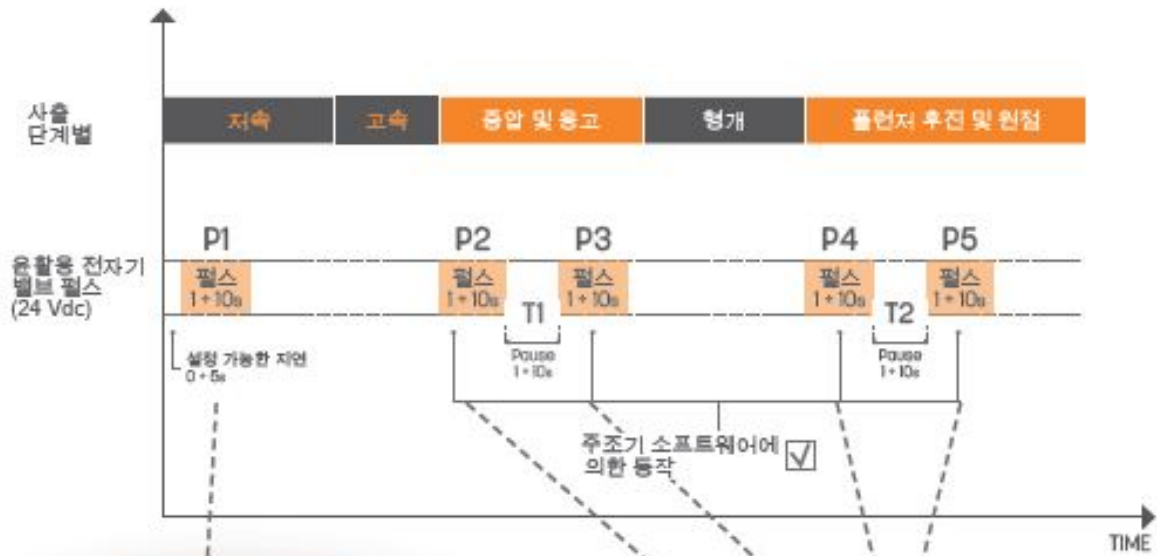 사출
단계별
저속
고속
증압 및 응고
형개
플런저 후진 및 원점
P1
P2
P3
P4
P5
윤활용 전자기
밸브 펄스
(24 Vdc)
펄스
1÷10s
펄스
1÷10s
펄스
1÷10s
펄스
1÷10s
펄스
1÷10s
T1
T2
설정 가능한 지연
0÷5s
Pause
1÷10s
Pause
1÷10s
주조기 소프트웨어에
의한 동작
TIME